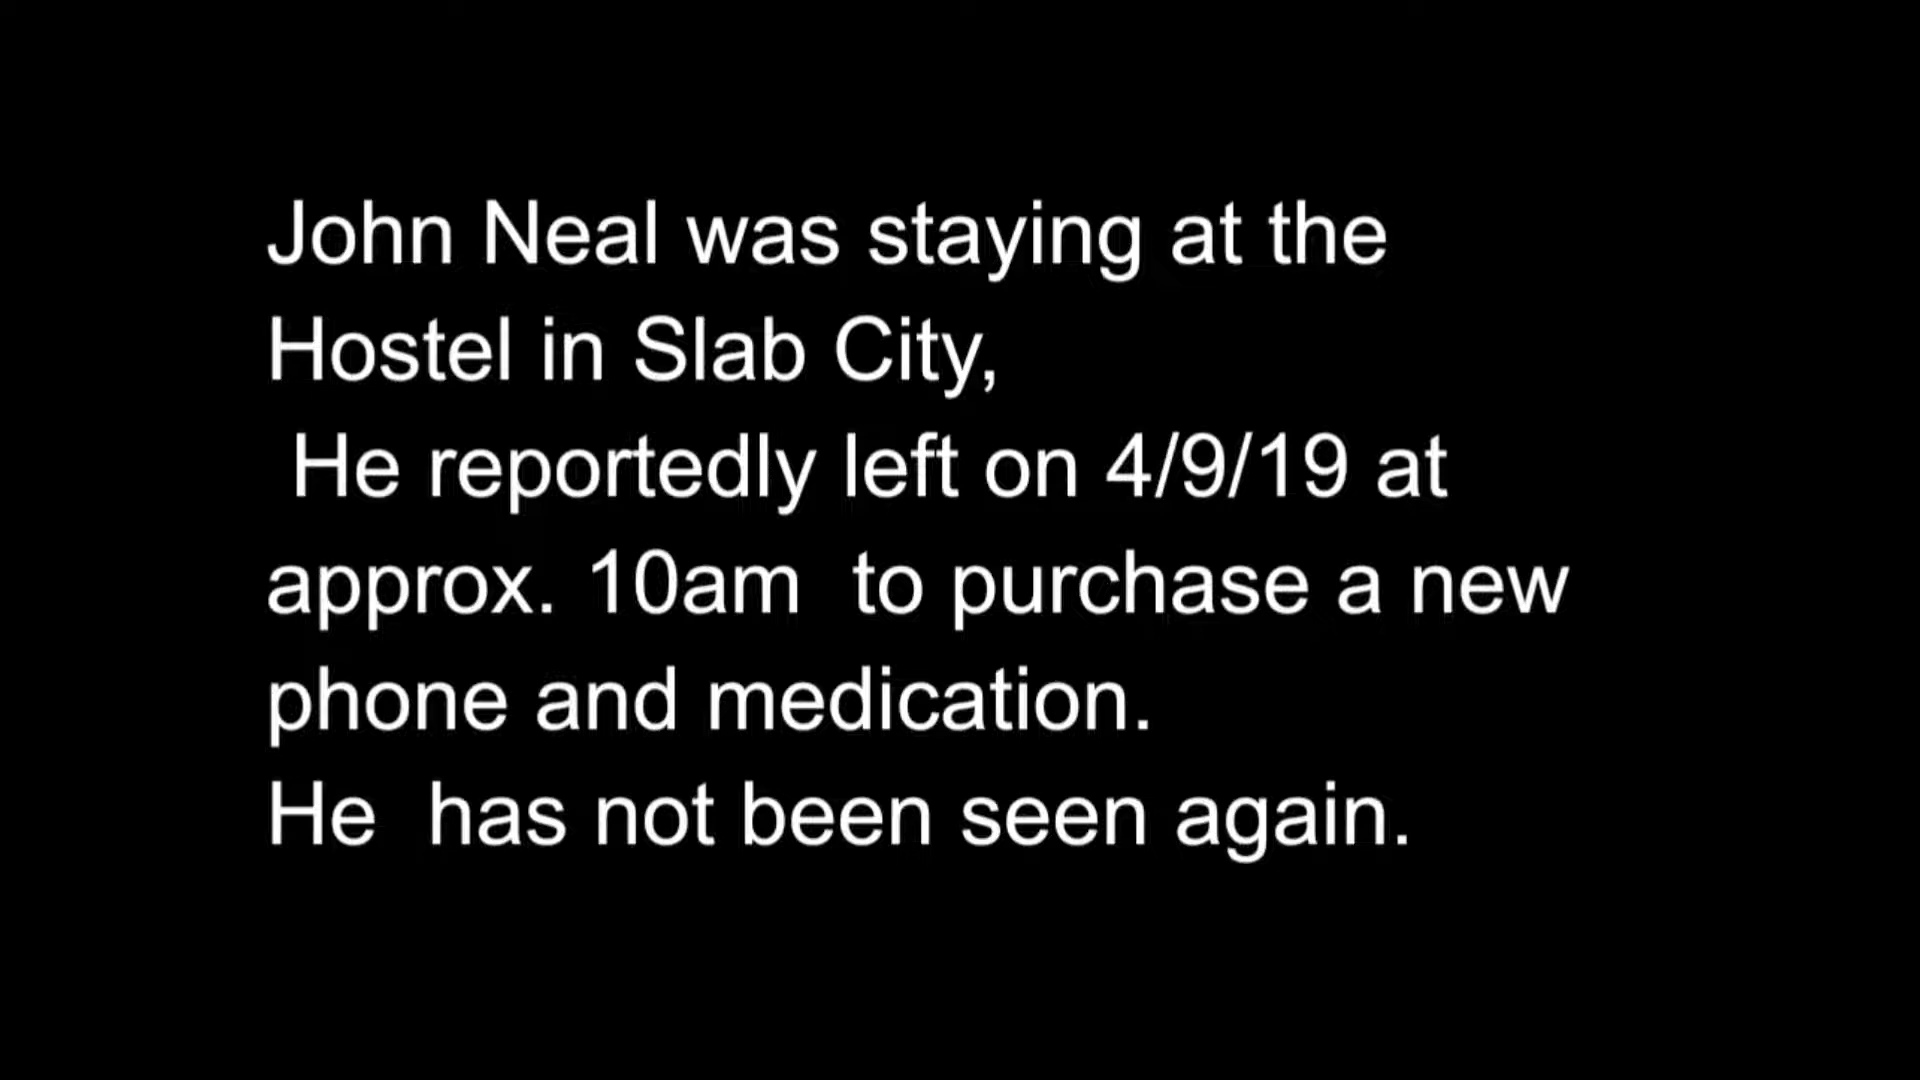 John Neal was staying at the
Hostel in Slab City,
He reportedly left on 4/9/19 at
approx. 10am  to purchase a new
phone and medication.
He  has not been seen again.